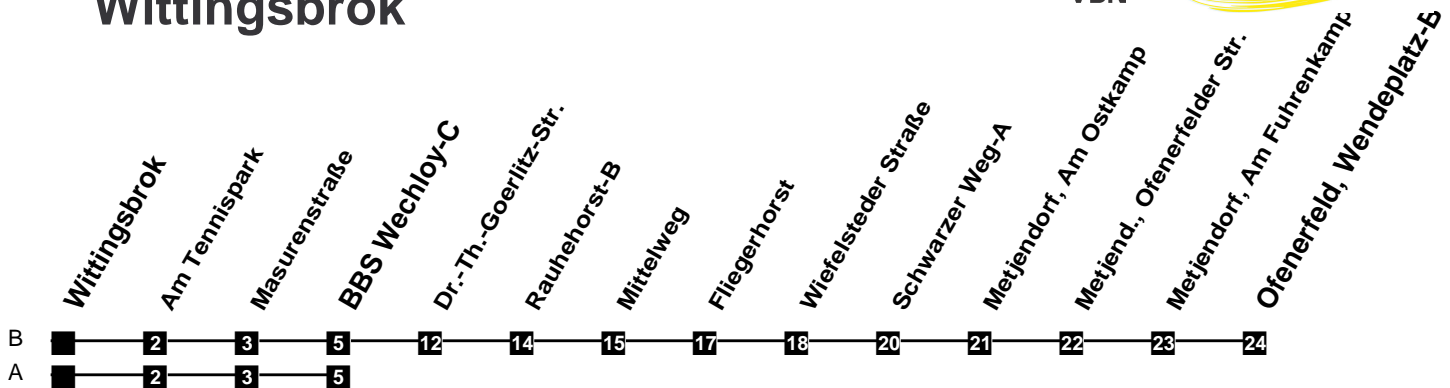 Wittingsbrok
VBN
Wittingsbrok
Am Tennispark
Masurenstraße
BBS Wechloy-C
Dr.-Th.-Goerlitz-Str.
Rauhehorst-B
Mittelweg
Fliegerhorst
Wiefelsteder Straße
Schwarzer Weg-A
Metjendorf, Am Ostkamp
Metjend., Ofenerfelder Str.
Metjendorf, Am Fuhrenkamp
Ofenerfeld, Wendeplatz-B
B 2 3 5 12 14 15 17 18 20 21 22 23 24
A 2 3 5